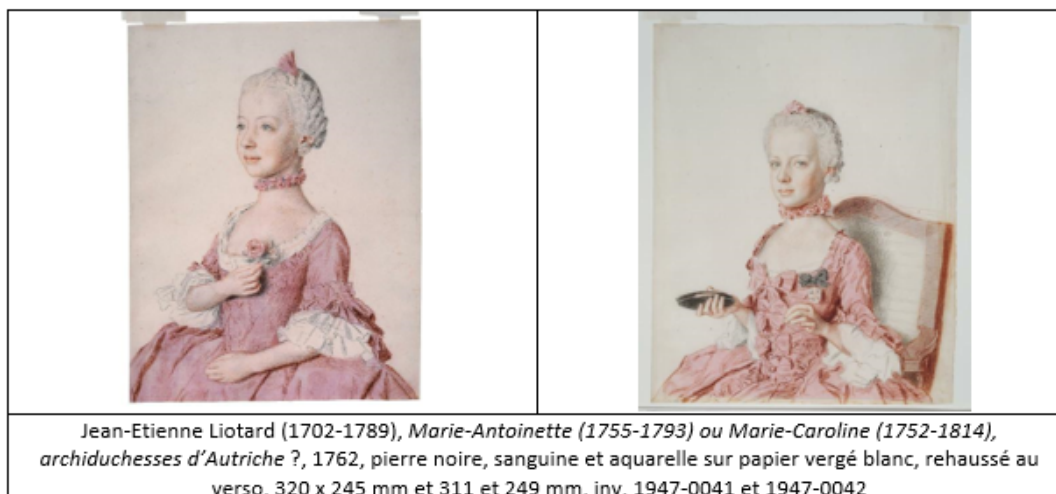 Jean-Etienne Liotard (1702-1789), Marie-Antoinette (1755-1793) ou Marie-Caroline (1752-1814),
archiduchesses d'Autriche ?, 1762, pierre noire, sanguine et aquarelle sur papier vergé blanc, rehaussé au
verso, 320 x 245 mm et 311 et 249 mm, inv. 1947-0041 et 1947-0042